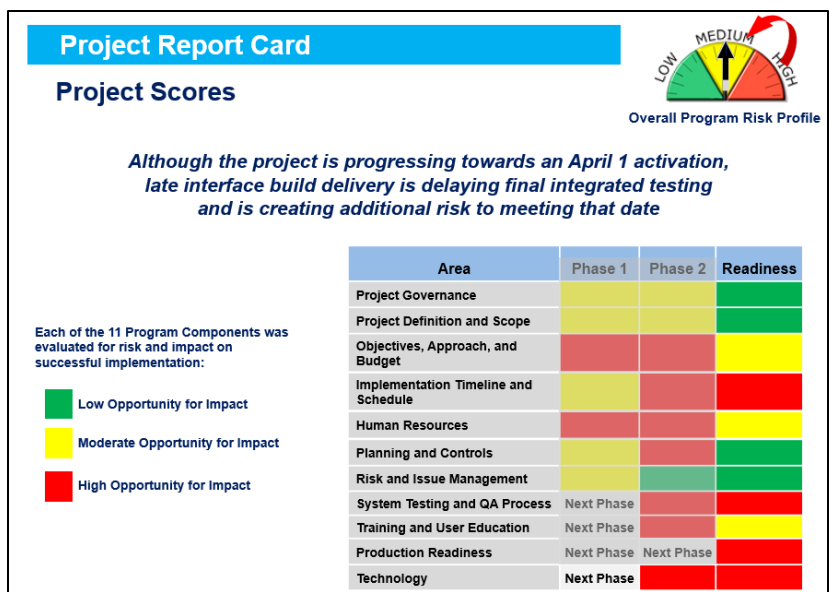 Project Report Card
LOW
MEDIUM
HIGH
Project Scores
Overall Program Risk Profile
Although the project is progressing towards an April 1 activation,
late interface build delivery is delaying final integrated testing
and is creating additional risk to meeting that date
Each of the 11 Program Components was
evaluated for risk and impact on
successful implementation:
Low Opportunity for Impact
Moderate Opportunity for Impact
High Opportunity for Impact
Area Phase 1 Phase 2 Readiness
Project Governance
Project Definition and Scope
Objectives, Approach, and
Budget
Implementation Timeline and
Schedule
Human Resources
Planning and Controls
Risk and Issue Management
System Testing and QA Process Next Phase
Training and User Education Next Phase
Production Readiness Next Phase Next Phase
Technology Next Phase